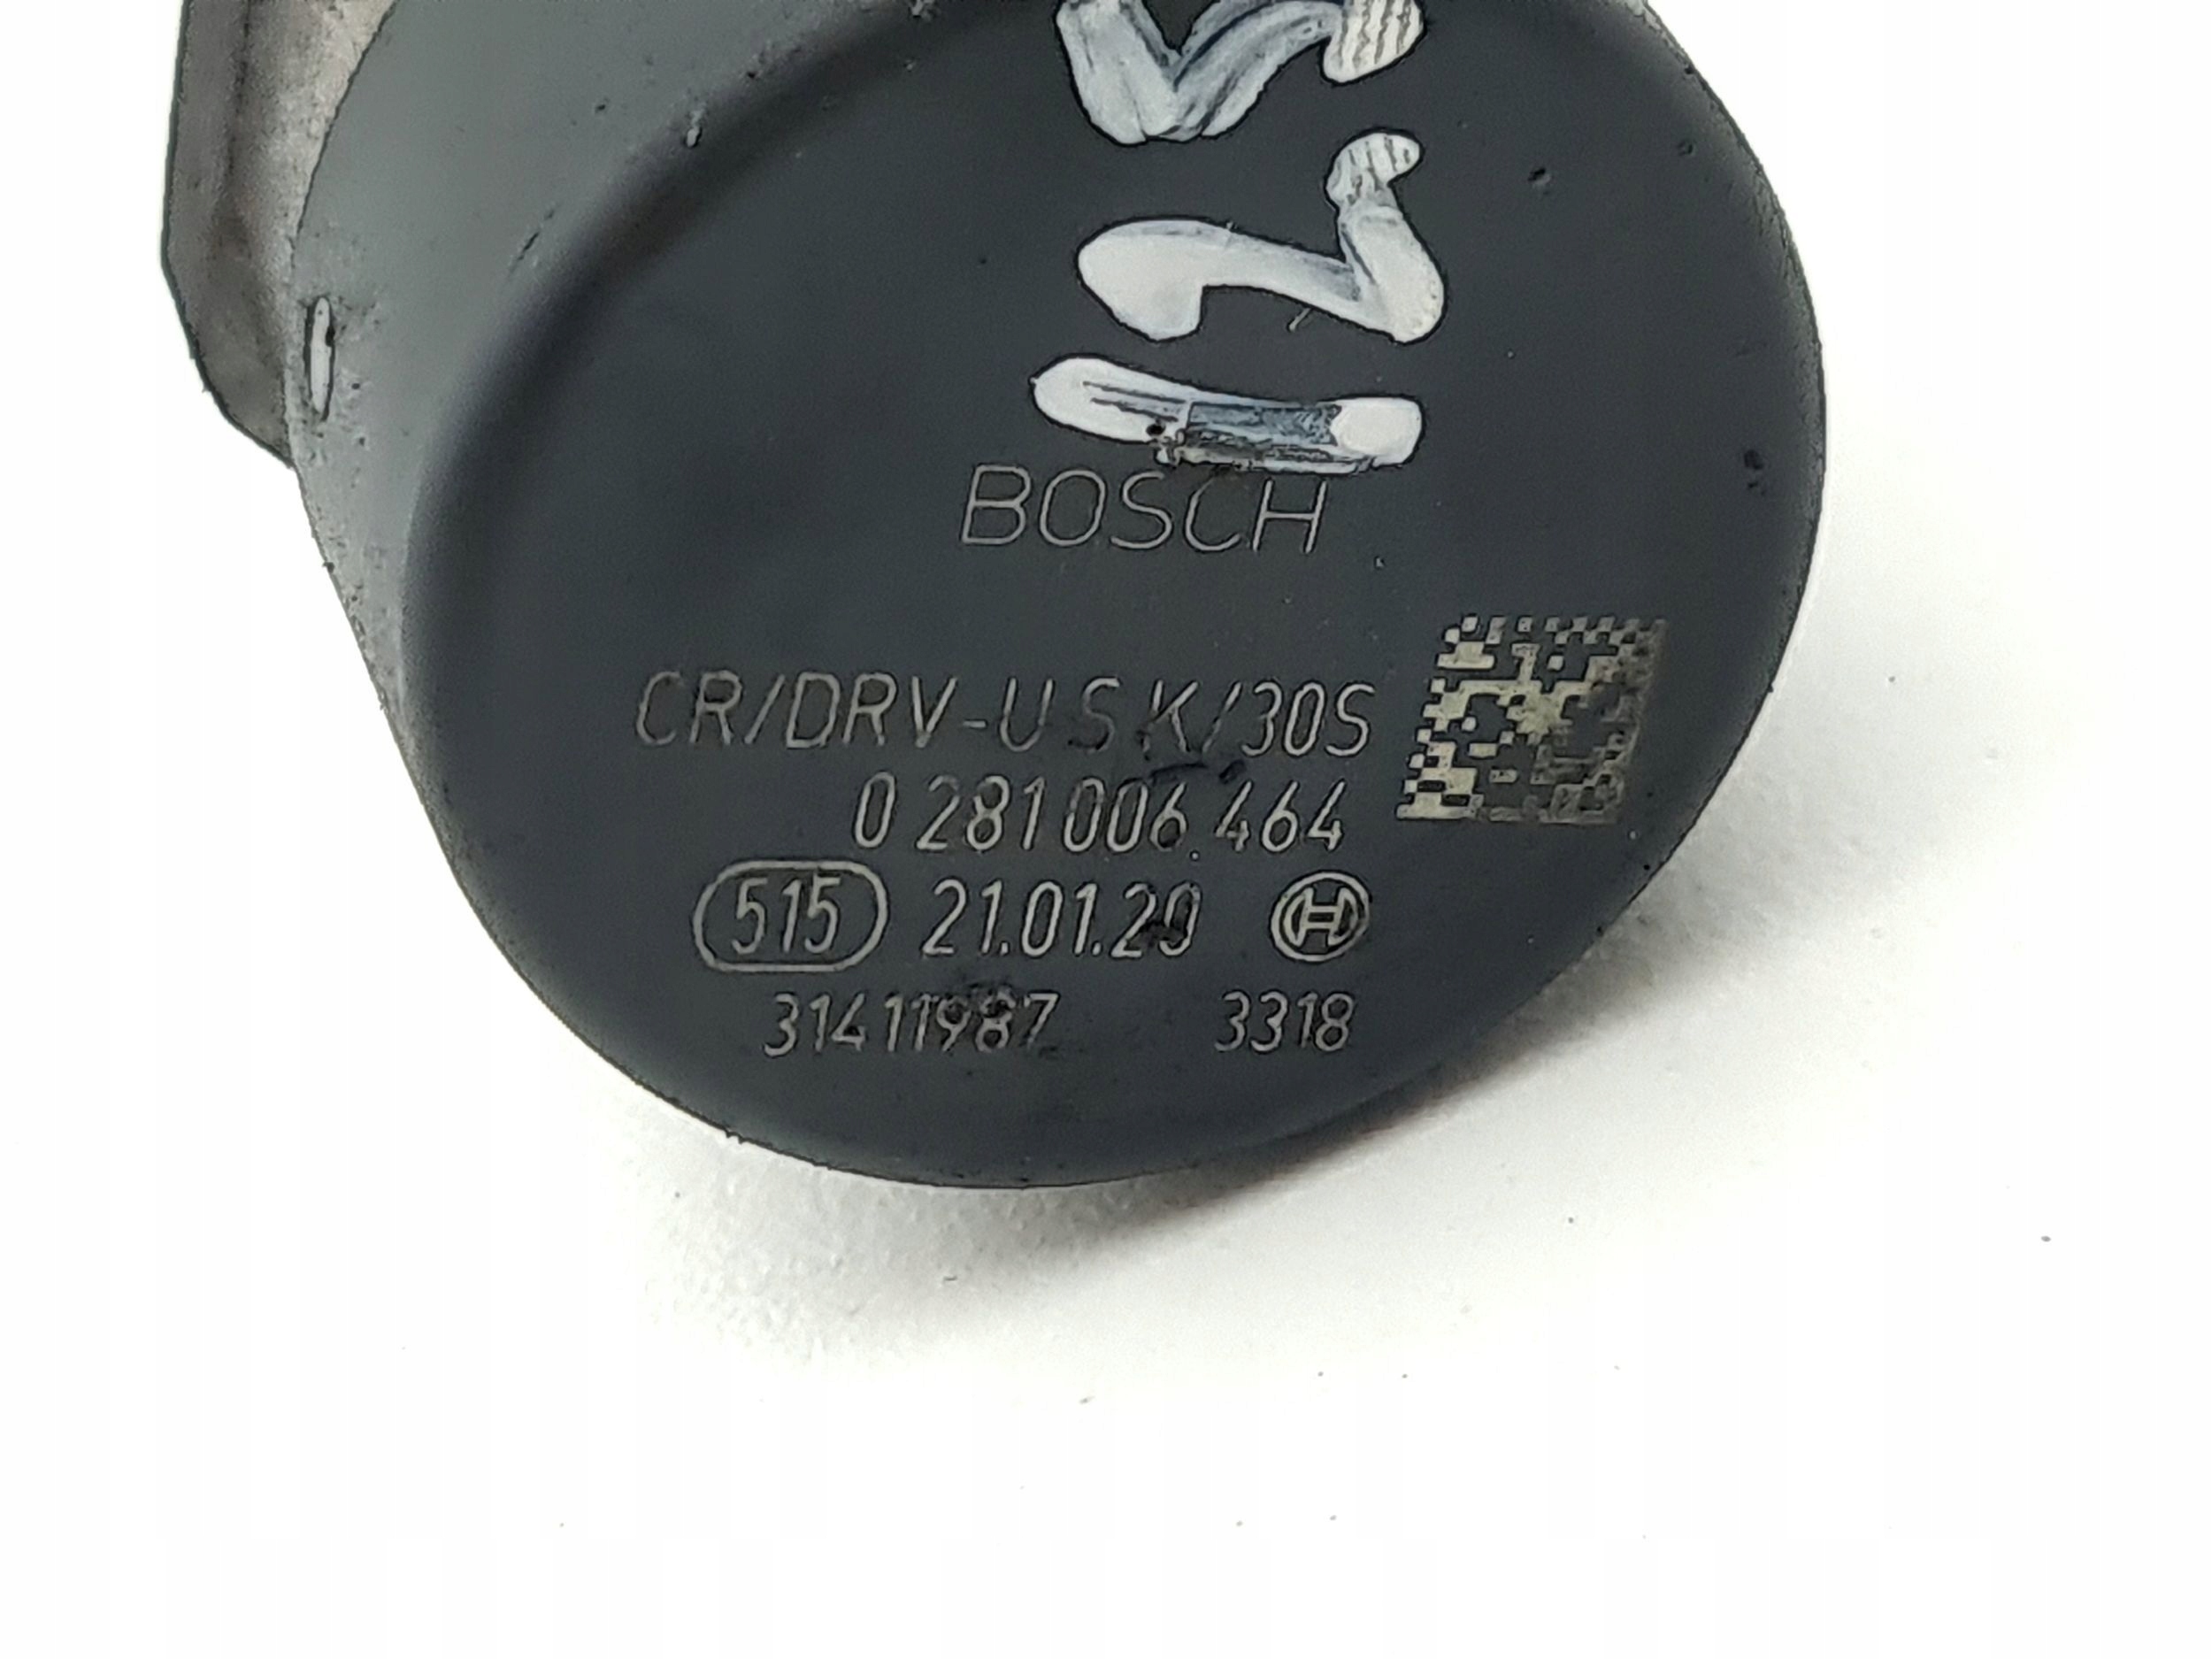 BOSCH
CR/DRV-USK/30S
0 281 006 464
515 21.01.20
31411987 3318